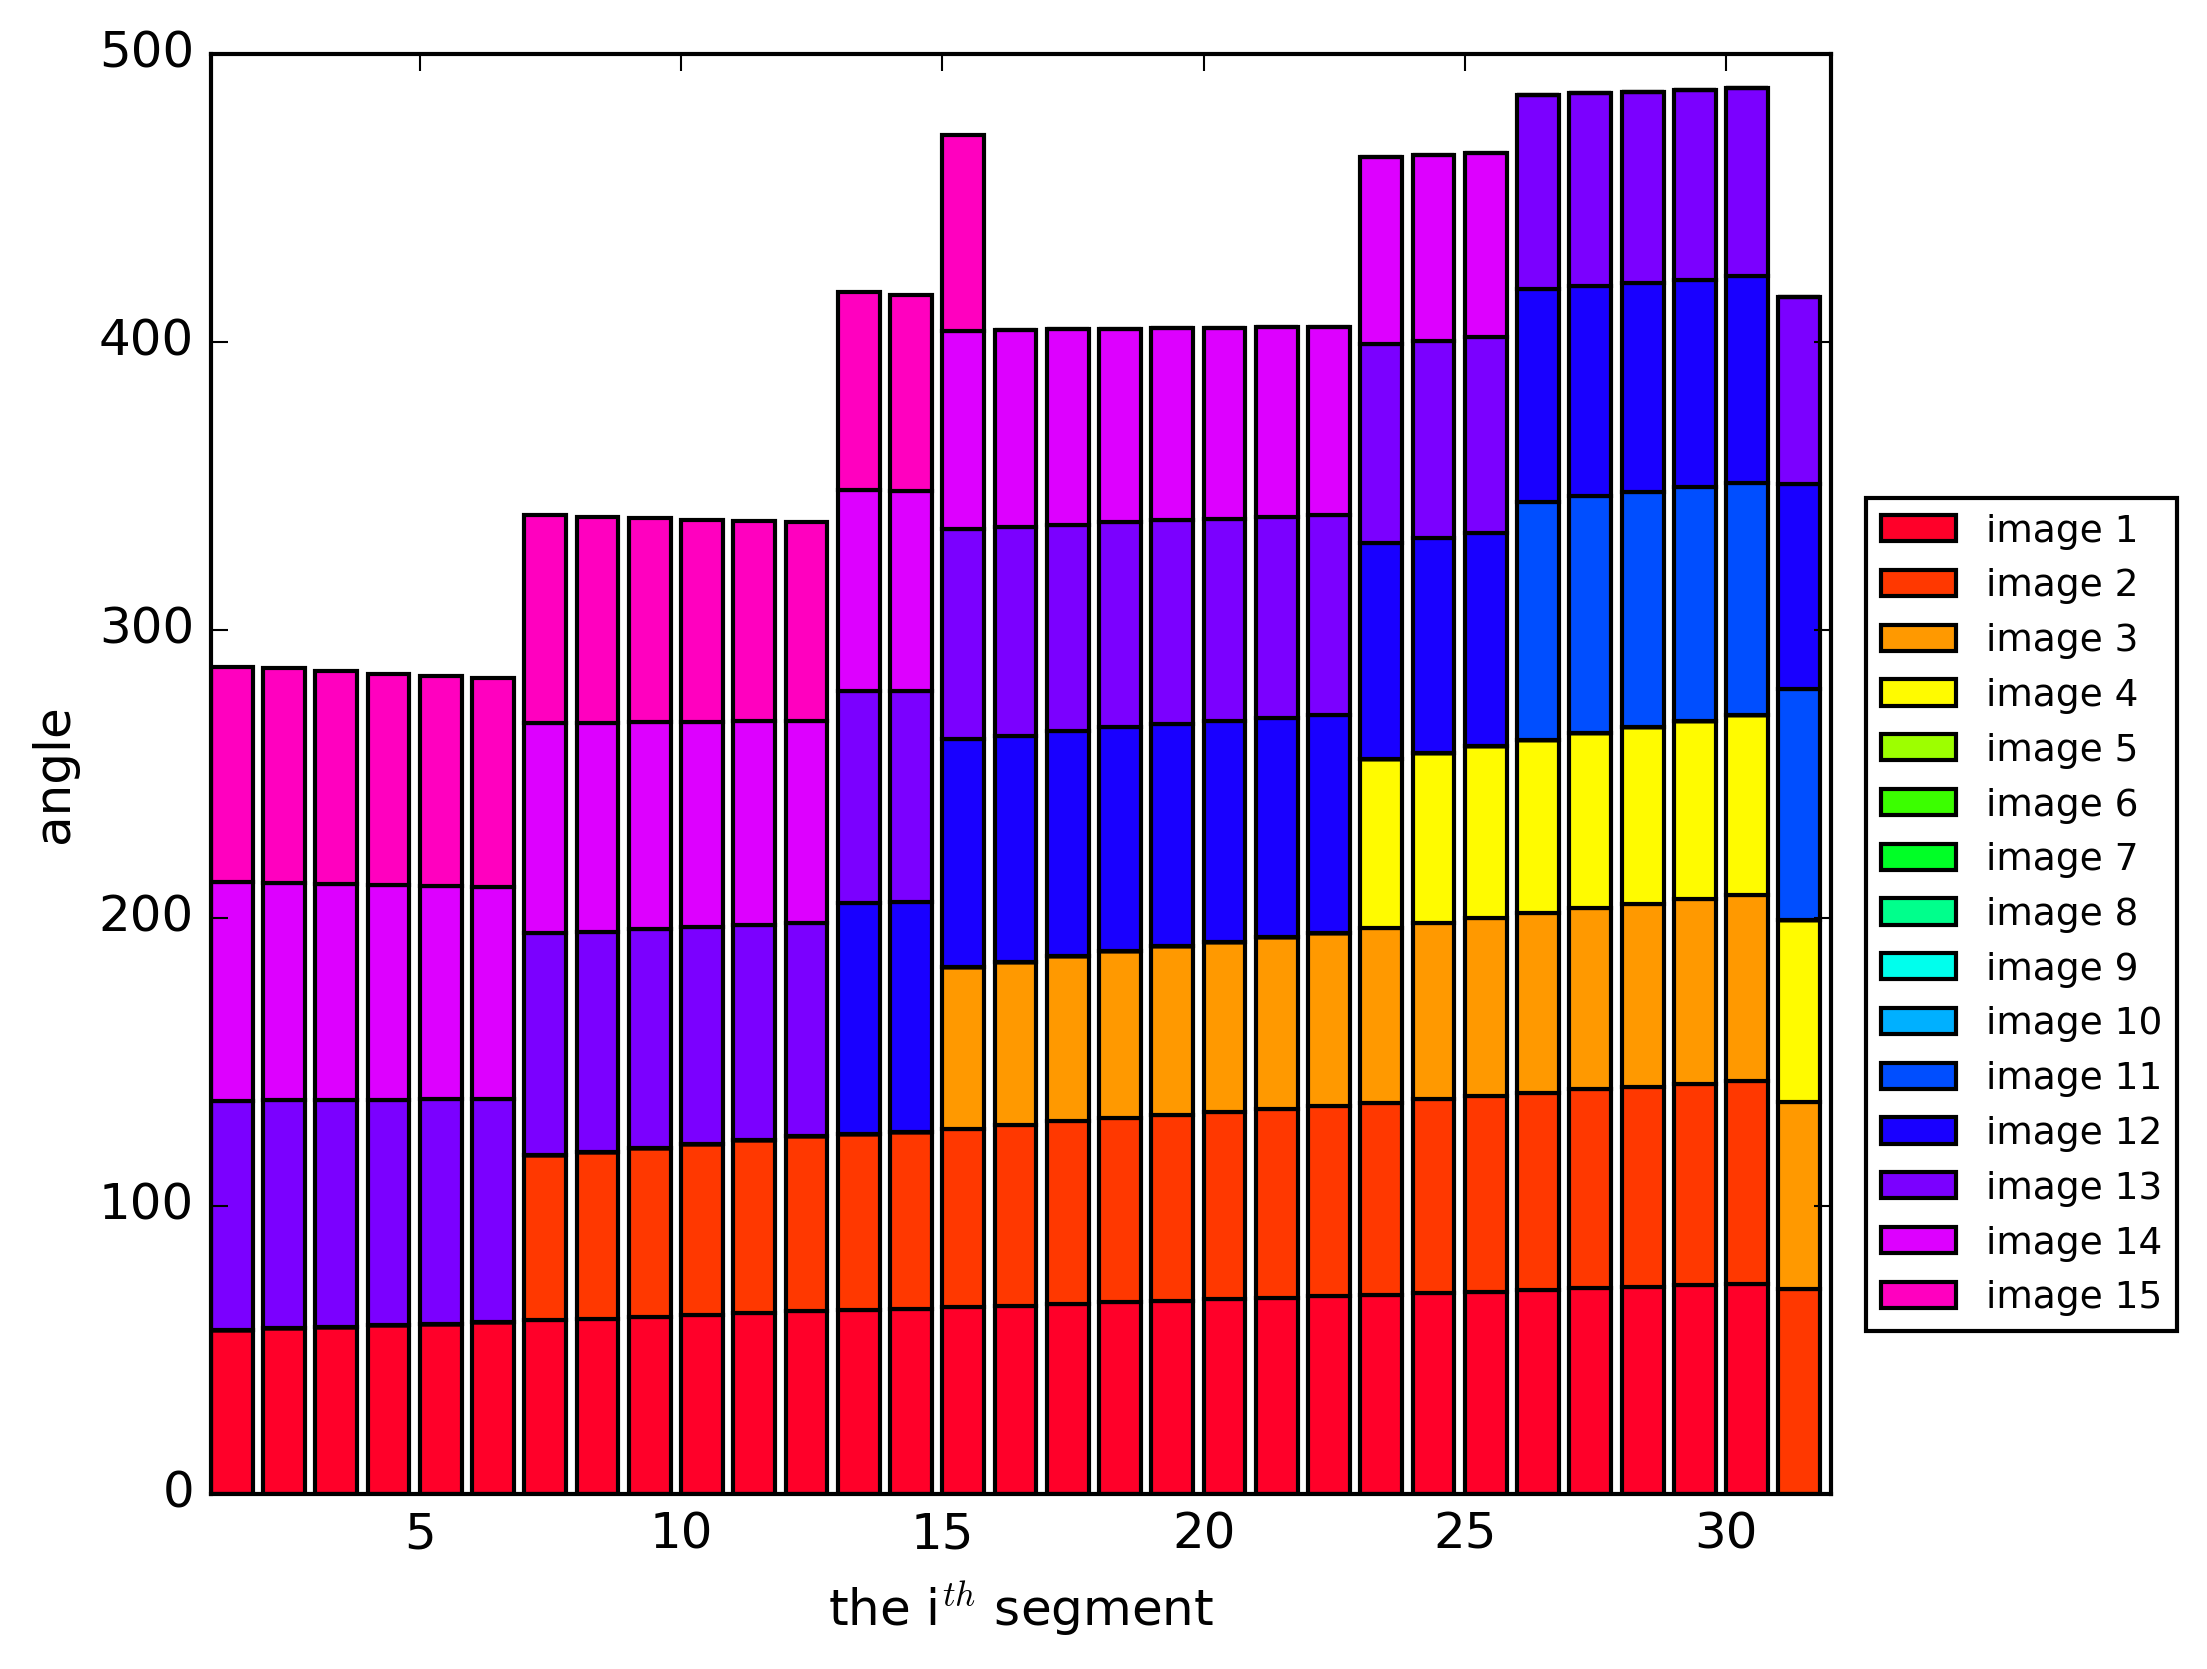 500
400
300
200
100
0
angle
5 10 15 20 25 30
the i^{th} segment
image 1
image 2
image 3
image 4
image 5
image 6
image 7
image 8
image 9
image 10
image 11
image 12
image 13
image 14
image 15